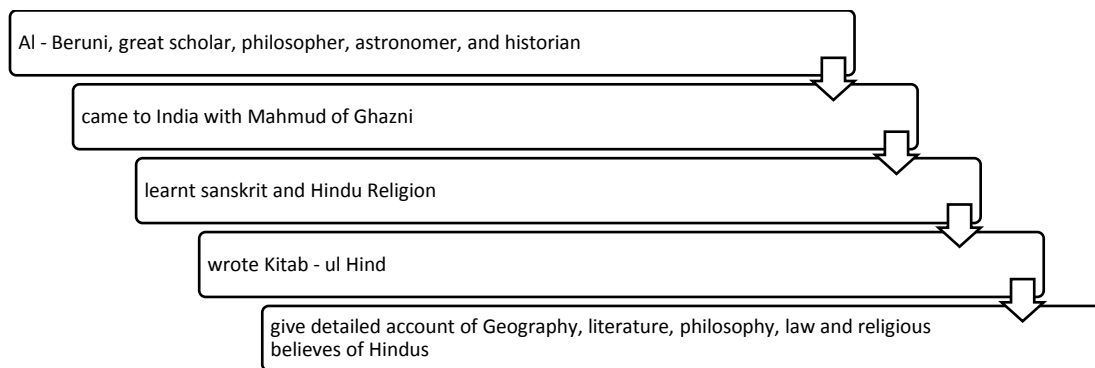 Al - Beruni, great scholar, philosopher, astronomer, and historian
came to India with Mahmud of Ghazni
learnt sanskrit and Hindu Religion
wrote Kitab - ul Hind
give detailed account of Geography, literature, philosophy, law and religious
believes of Hindus